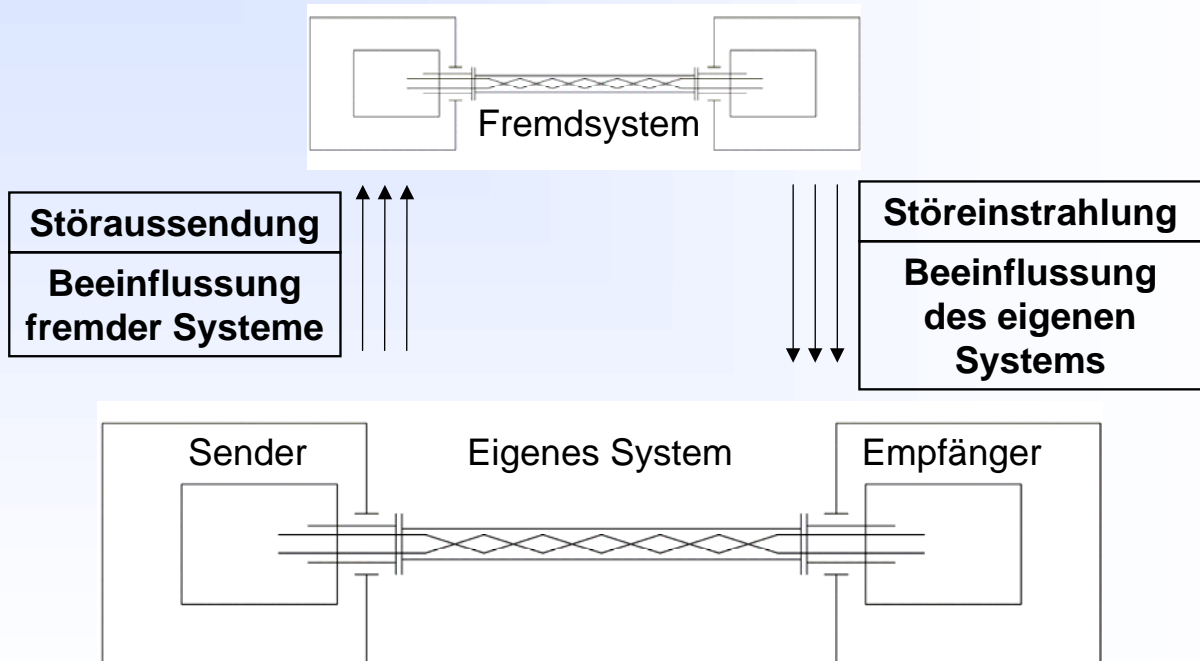 Fremdsystem
Störaussendung
Beeinflussung
fremder Systeme
Störeinstrahlung
Beeinflussung
des eigenen
Systems
Sender
Eigenes System
Empfänger